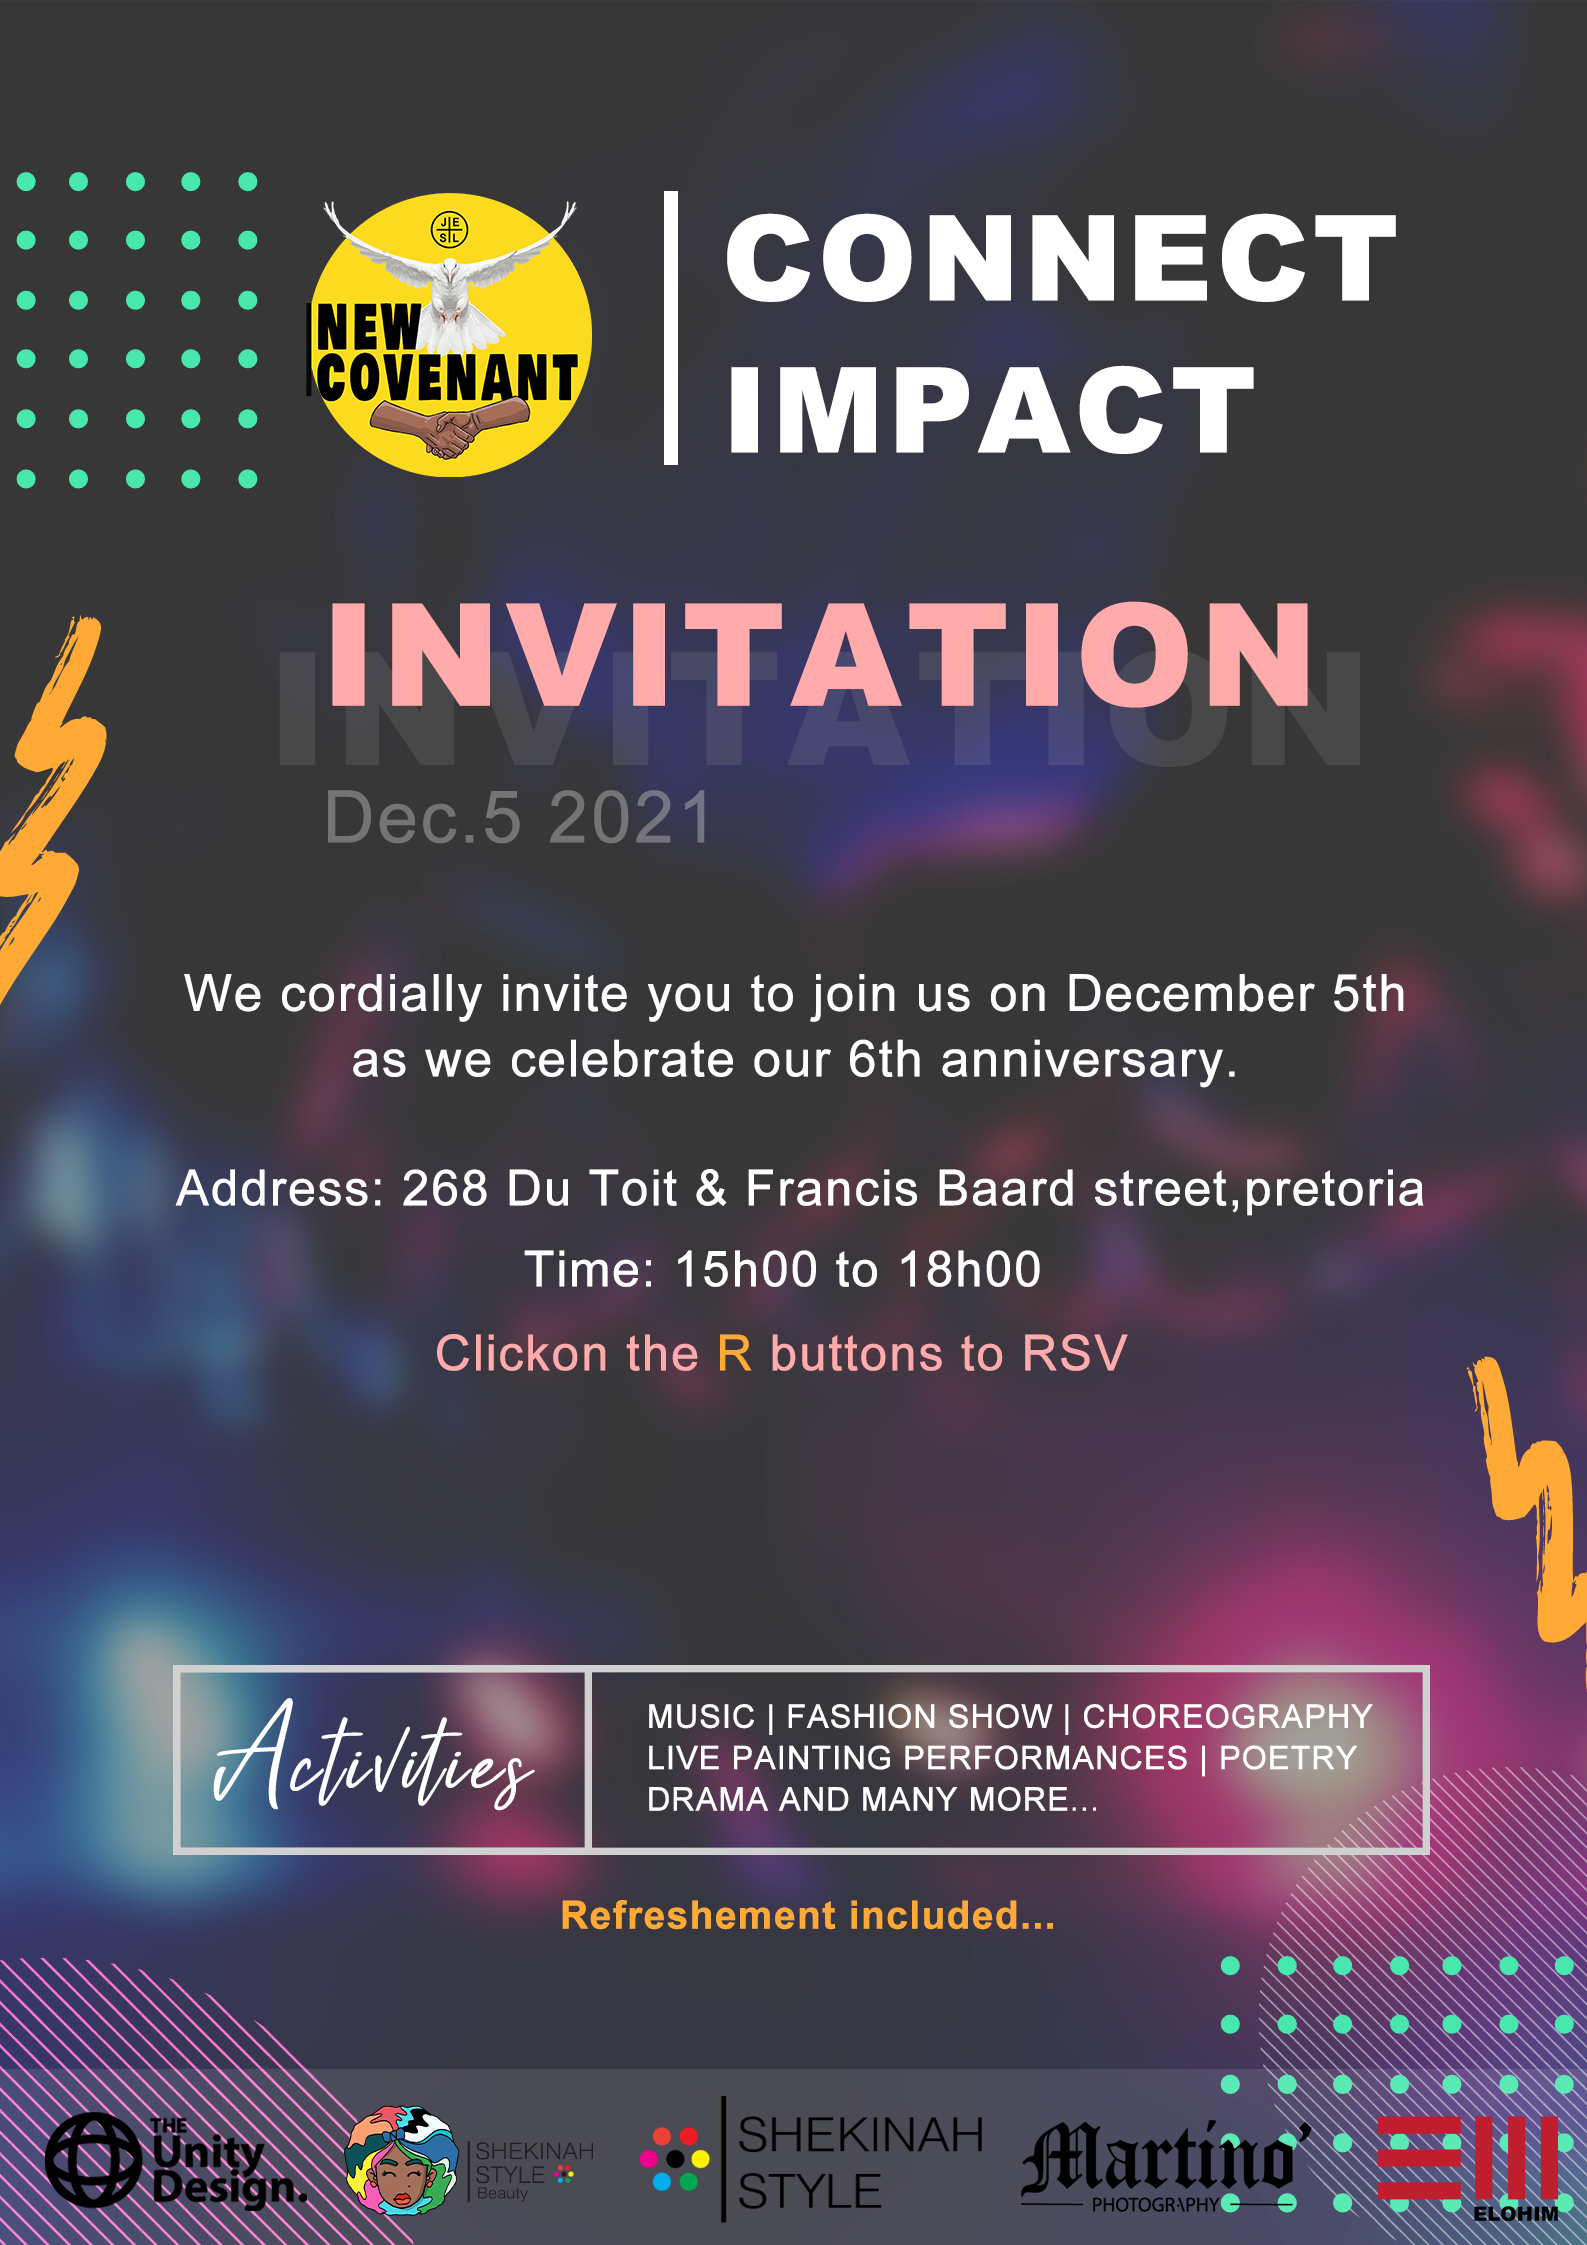 JE
SL
NEW
COVENANT
CONNECT
IMPACT
INVITATION
INVITATION
Dec.5 2021
We cordially invite you to join us on December 5th
as we celebrate our 6th anniversary.
Address: 268 Du Toit & Francis Baard street,pretoria
Time: 15h00 to 18h00
Clickon the R buttons to RSV
Activities
MUSIC | FASHION SHOW | CHOREOGRAPHY
LIVE PAINTING PERFORMANCES | POETRY
DRAMA AND MANY MORE...
Refreshement included...
THE
Unity
Design.
SHEKINAH
STYLE
Beauty
SHEKINAH
STYLE
Martino'
PHOTOGRAPHY
ELOHIM